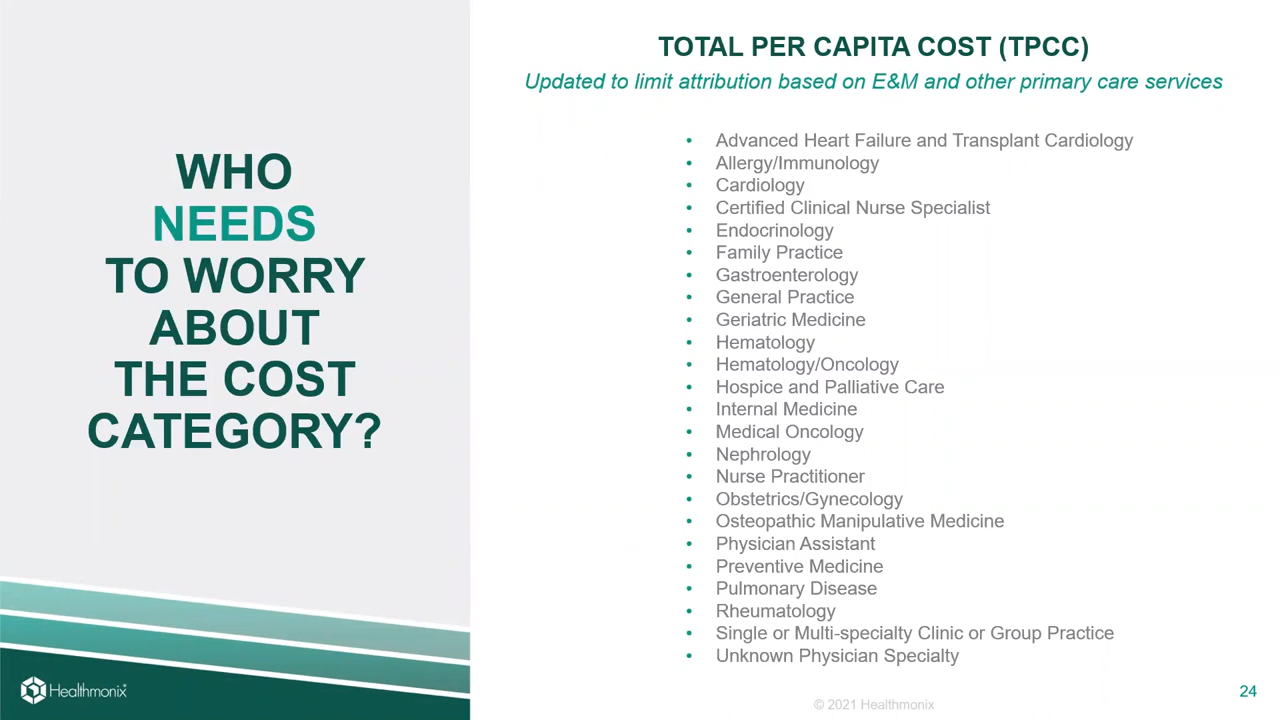 WHO
NEEDS
TO WORRY
ABOUT
THE COST
CATEGORY?
Healthmonix
TOTAL PER CAPITA COST (TPCC)
Updated to limit attribution based on E&M and other primary care services
• Advanced Heart Failure and Transplant Cardiology
• Allergy/Immunology
• Cardiology
• Certified Clinical Nurse Specialist
• Endocrinology
• Family Practice
• Gastroenterology
• General Practice
• Geriatric Medicine
• Hematology
• Hematology/Oncology
• Hospice and Palliative Care
• Internal Medicine
• Medical Oncology
• Nephrology
• Nurse Practitioner
• Obstetrics/Gynecology
• Osteopathic Manipulative Medicine
• Physician Assistant
• Preventive Medicine
• Pulmonary Disease
• Rheumatology
• Single or Multi-specialty Clinic or Group Practice
• Unknown Physician Specialty
© 2021 Healthmonix
24